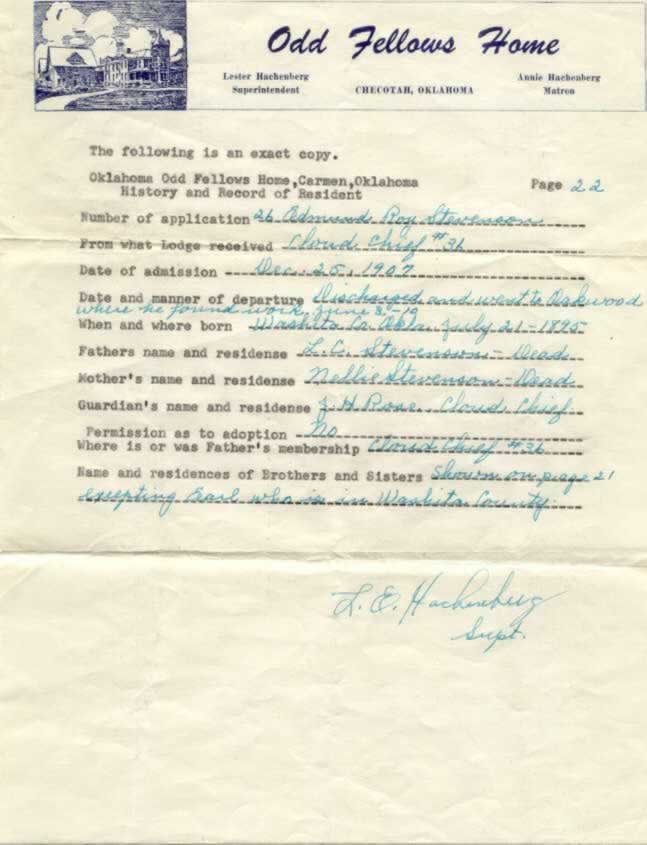 Odd Fellows Home
Lester Hachenberg
Superintendent
CHECOTAH, OKLAHOMA
Annie Hachenberg
Matron
The following is an exact copy.
Oklahoma Odd Fellows Home,Carmen,Oklahoma
History and Record of Resident
Page 22
Number of application 26 Edmund Roy Stevenson
From what Lodge received Cloud Chief #36
Date of admission Dec. 25, 1907
Date and manner of departure Discharged and went to Oakwood
where he found work June
When and where born Washita Co Okla. July 21-1895
Fathers name and residense L.C. Stevenson - Dead
Mother's name and residense Nellie Stevenson - Dead
Guardian's name and residense J. H Rose. Cloud Chief
Permission as to adoption No
Where is or was Father's membership Cloud Chief #36
Name and residences of Brothers and Sisters Shown on page 21
excepting Earl who is in Washita County.
L. E. Hachenberg
Supt.